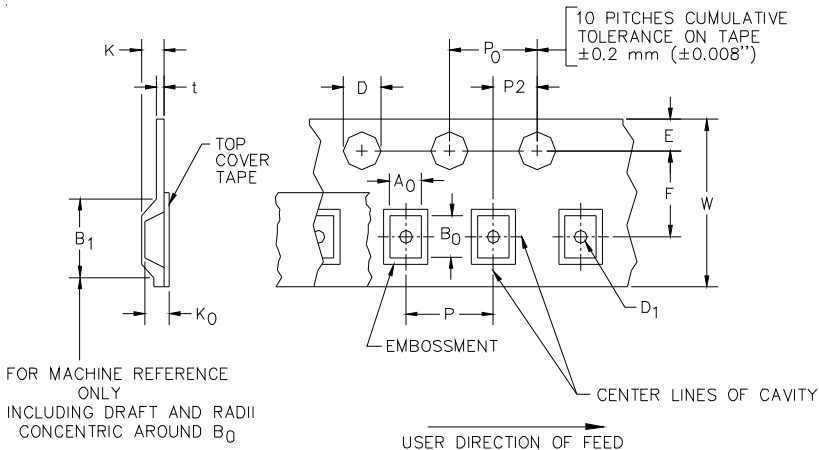 10 PITCHES CUMULATIVE
TOLERANCE ON TAPE
±0.2 mm (±0.008")
K
P0
D
P2
t
E
TOP
COVER
TAPE
A0
F
W
B1
B0
K0
P
D1
EMBOSSMENT
FOR MACHINE REFERENCE
ONLY
INCLUDING DRAFT AND RADII
CONCENTRIC AROUND B0
CENTER LINES OF CAVITY
USER DIRECTION OF FEED